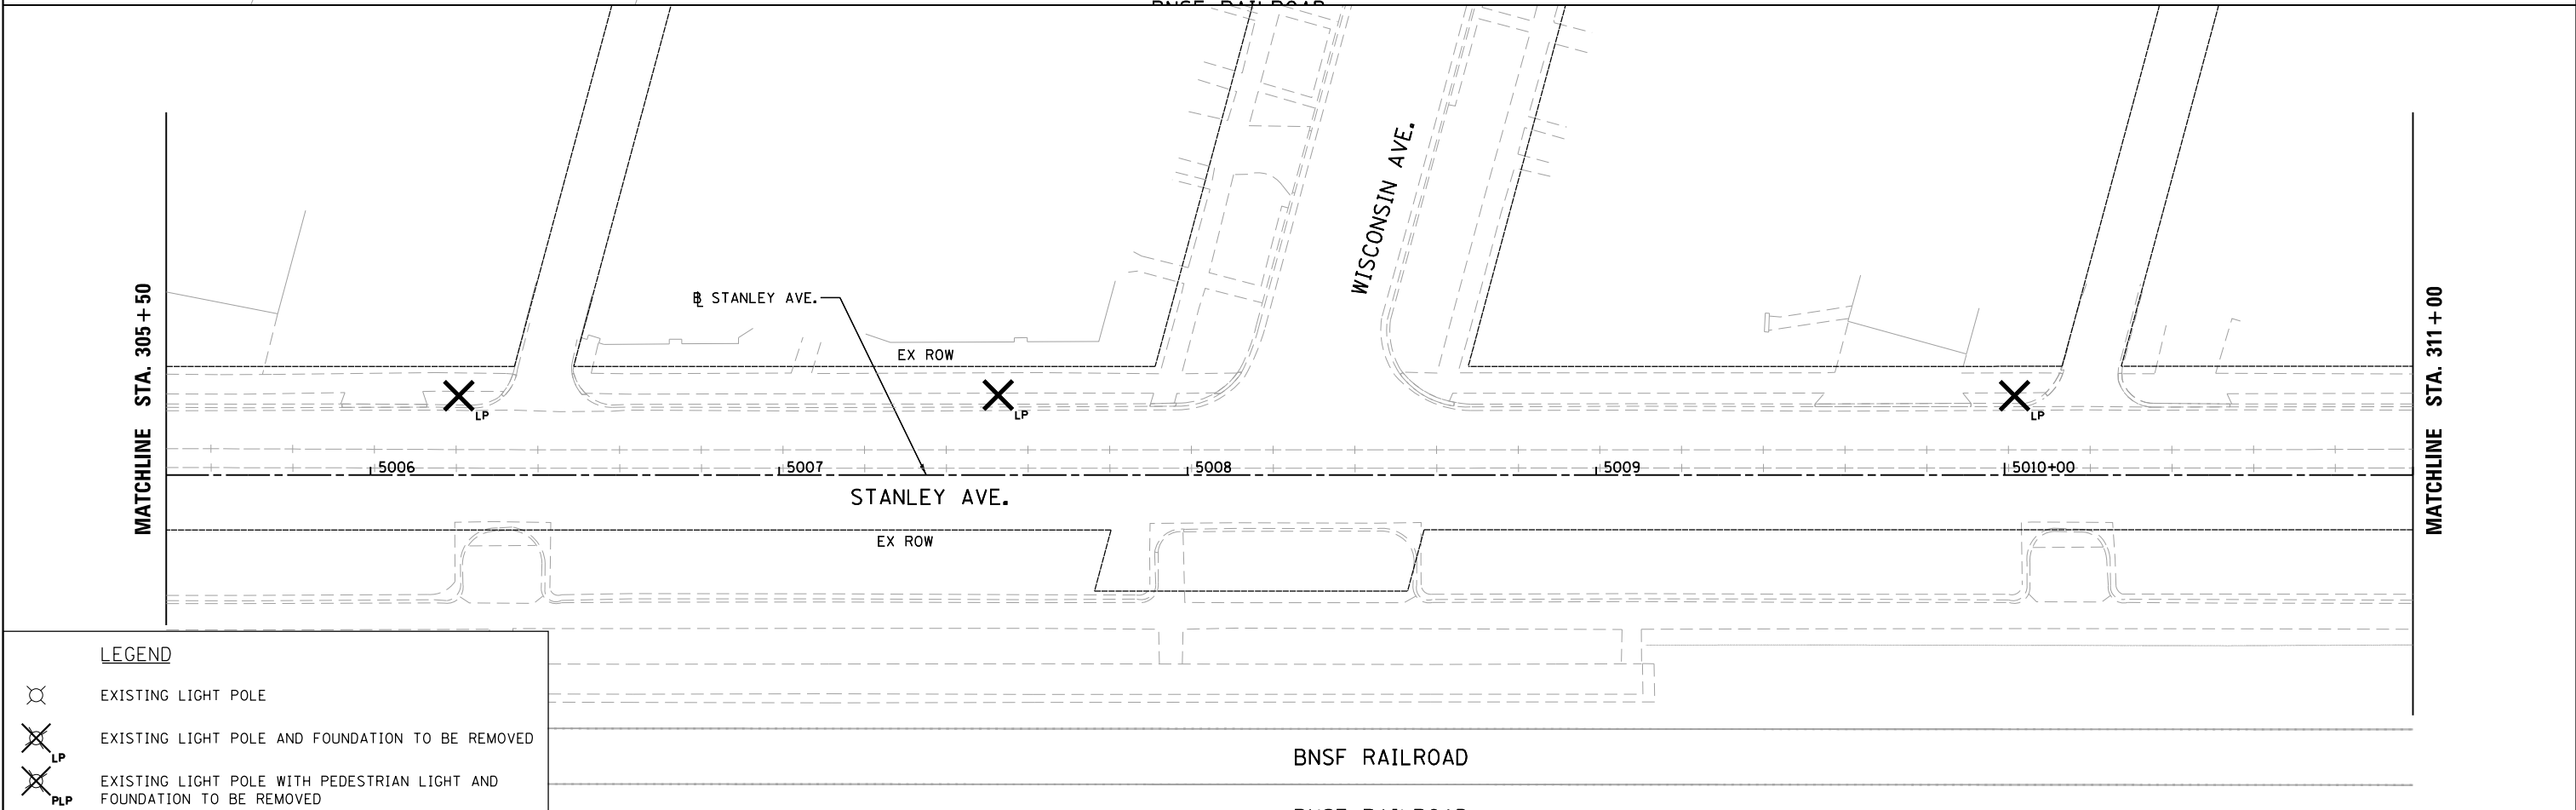 WISCONSIN AVE.
MATCHLINE STA. 305+50
MATCHLINE STA. 311+00
℄ STANLEY AVE.
EX ROW
LP
LP
LP
5006
5007
5008
5009
5010+00
STANLEY AVE.
EX ROW
LEGEND
EXISTING LIGHT POLE
EXISTING LIGHT POLE AND FOUNDATION TO BE REMOVED
LP
EXISTING LIGHT POLE WITH PEDESTRIAN LIGHT AND
FOUNDATION TO BE REMOVED
PLP
BNSF RAILROAD